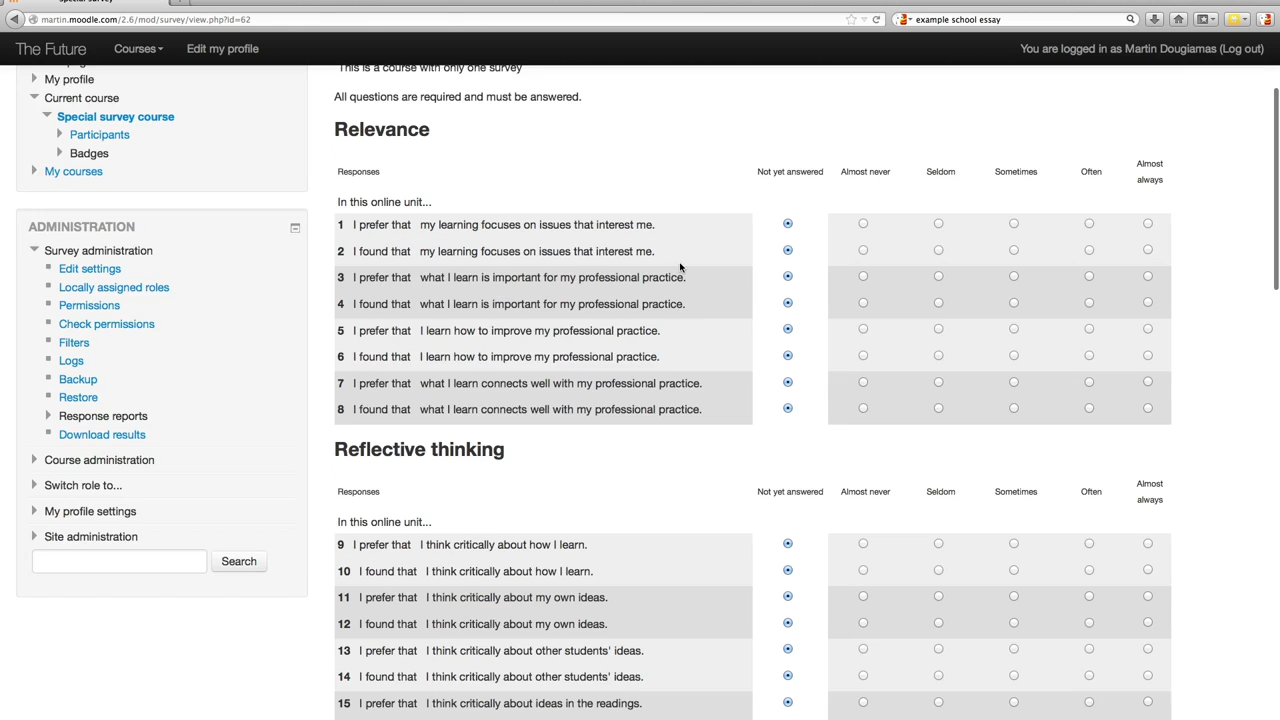 special survey
martin.moodle.com/2.6/mod/survey/view.php?id=62
example school essay
The Future
Courses
Edit my profile
You are logged in as Martin Dougiamas (Log out)
My profile
Current course
Special survey course
Participants
Badges
My courses
ADMINISTRATION
Survey administration
Edit settings
Locally assigned roles
Permissions
Check permissions
Filters
Logs
Backup
Restore
Response reports
Download results
Course administration
Switch role to...
My profile settings
Site administration
Search
This is a course with only one survey
All questions are required and must be answered.
Relevance
Responses Not yet answered Almost never Seldom Sometimes Often Almost always
In this online unit...
1 I prefer that my learning focuses on issues that interest me.
2 I found that my learning focuses on issues that interest me.
3 I prefer that what I learn is important for my professional practice.
4 I found that what I learn is important for my professional practice.
5 I prefer that I learn how to improve my professional practice.
6 I found that I learn how to improve my professional practice.
7 I prefer that what I learn connects well with my professional practice.
8 I found that what I learn connects well with my professional practice.
Reflective thinking
Responses Not yet answered Almost never Seldom Sometimes Often Almost always
In this online unit...
9 I prefer that I think critically about how I learn.
10 I found that I think critically about how I learn.
11 I prefer that I think critically about my own ideas.
12 I found that I think critically about my own ideas.
13 I prefer that I think critically about other students' ideas.
14 I found that I think critically about other students' ideas.
15 I prefer that I think critically about ideas in the readings.